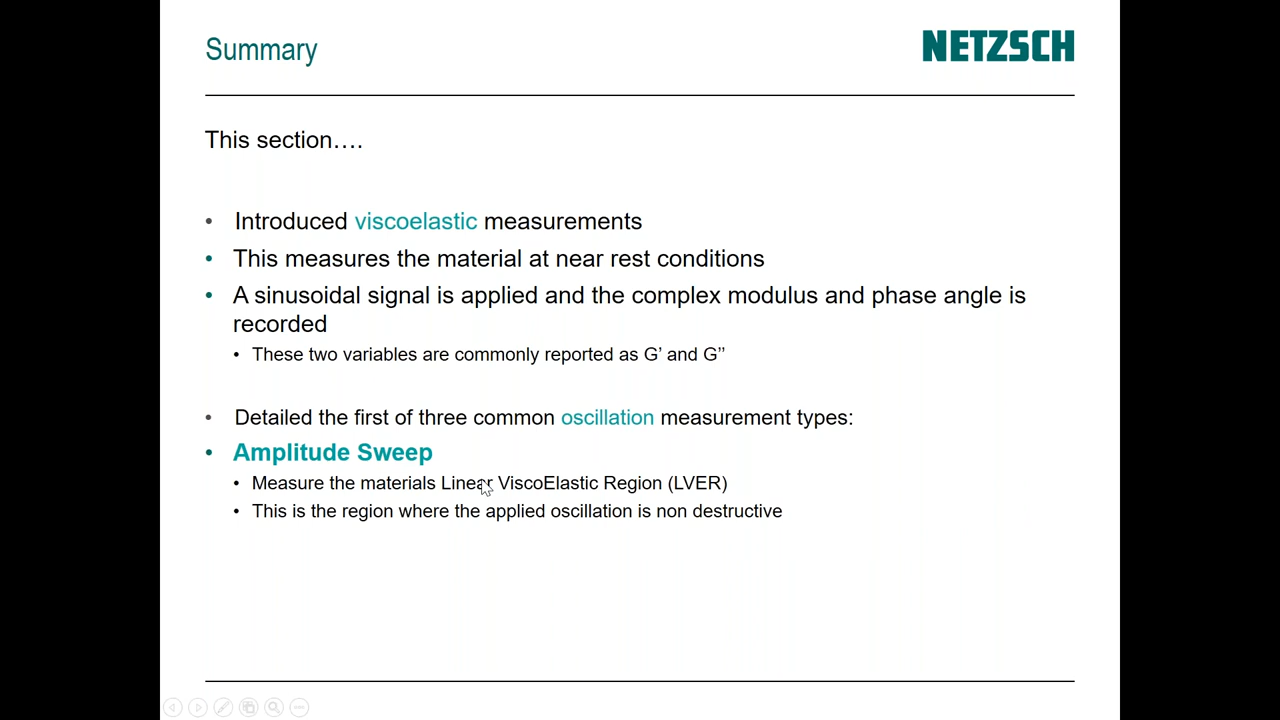 Summary
NETZSCH
This section….
• Introduced viscoelastic measurements
• This measures the material at near rest conditions
• A sinusoidal signal is applied and the complex modulus and phase angle is
recorded
• These two variables are commonly reported as G’ and G’’
• Detailed the first of three common oscillation measurement types:
• Amplitude Sweep
• Measure the materials Linear ViscoElastic Region (LVER)
• This is the region where the applied oscillation is non destructive